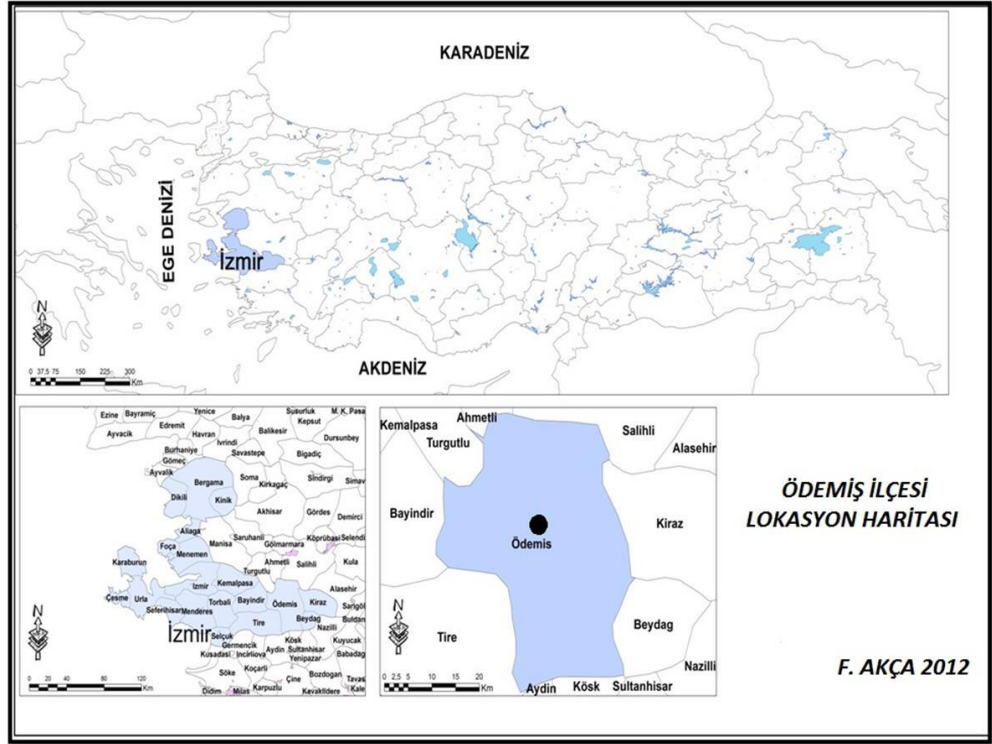 KARADENİZ
EGE DENİZİ
İzmir
AKDENİZ
N
0 37,5 75 150 225 300
Km
Ezine Bayramiç Yenice Balya Susurluk M. K. Pasa
Kepsut
Ayvacik Edremit Havran Ivrindi Balikesir Dursunbey
Burhaniye Savastepe Bigadiç
Gömeç
Ayvalik Bergama Soma Kirkagaç Sindirgi Simav
Dikili Kinik
Akhisar Gördes Demirci
Aliaga
Foça Manisa Saruhanli Gölmarmara Köprübasi Selendi
Menemen
Karaburun Turgutlu Ahmetli Salihli Kula
Izmir Kemalpasa Alasehir
Çesme Urla Torbali Bayindir Ödemis Kiraz Sarigöl
Seferihisar Menderes Tire Beydag Buldan
İzmir Selçuk Nazilli
Germencik Kösk Kuyucak
Kusadasi Incirliova Aydin Sultanhisar Babadag
Yenipazar
Söke Koçarli Çine Bozdogan Tavas
Didim Milas Karpuzlu Kavaklidere Kale
N
0 20 40 80 120
Km
Kemalpasa Ahmetli Salihli
Turgutlu Alasehir
Bayindir Kiraz
Ödemis
Tire Beydag
Nazilli
Aydin Kösk Sultanhisar
N
0 2,5 5 10 15 20
Km
ÖDEMİŞ İLÇESİ
LOKASYON HARİTASI
F. AKÇA 2012